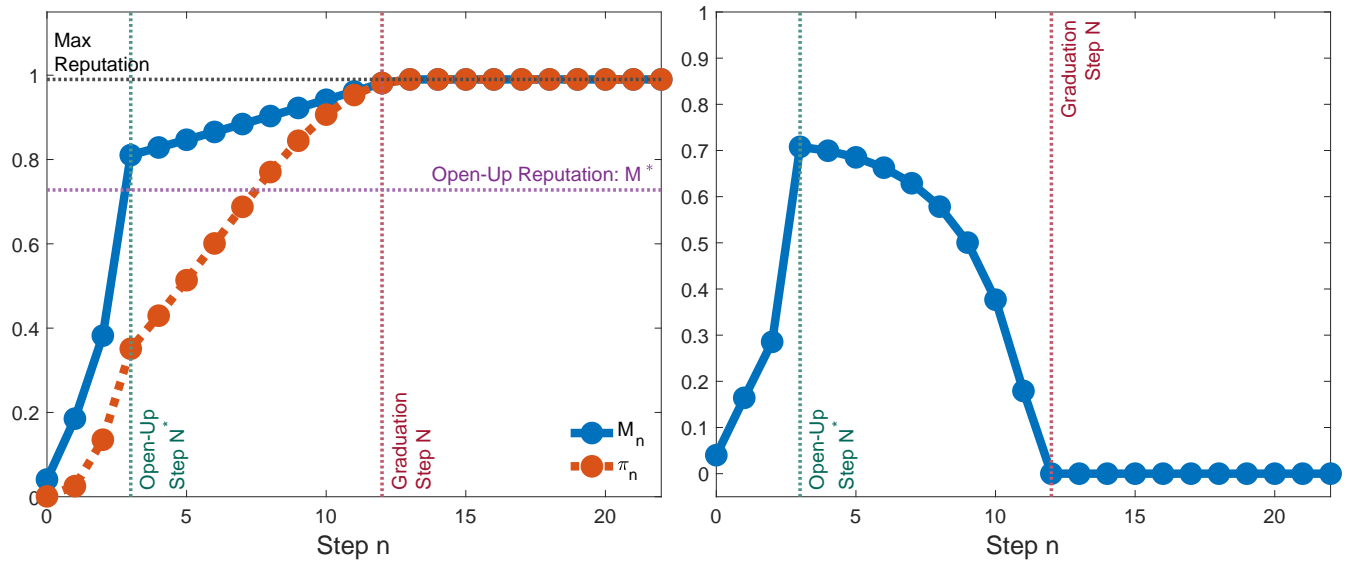 Max
Reputation
1
0.8
0.6
0.4
0.2
0
Open-Up Reputation: M*
Open-Up
Step N*
Graduation
Step N
M_n
π_n
0
5
10
15
20
Step n
1
0.9
0.8
0.7
0.6
0.5
0.4
0.3
0.2
0.1
0
Graduation
Step N
Open-Up
Step N*
0
5
10
15
20
Step n